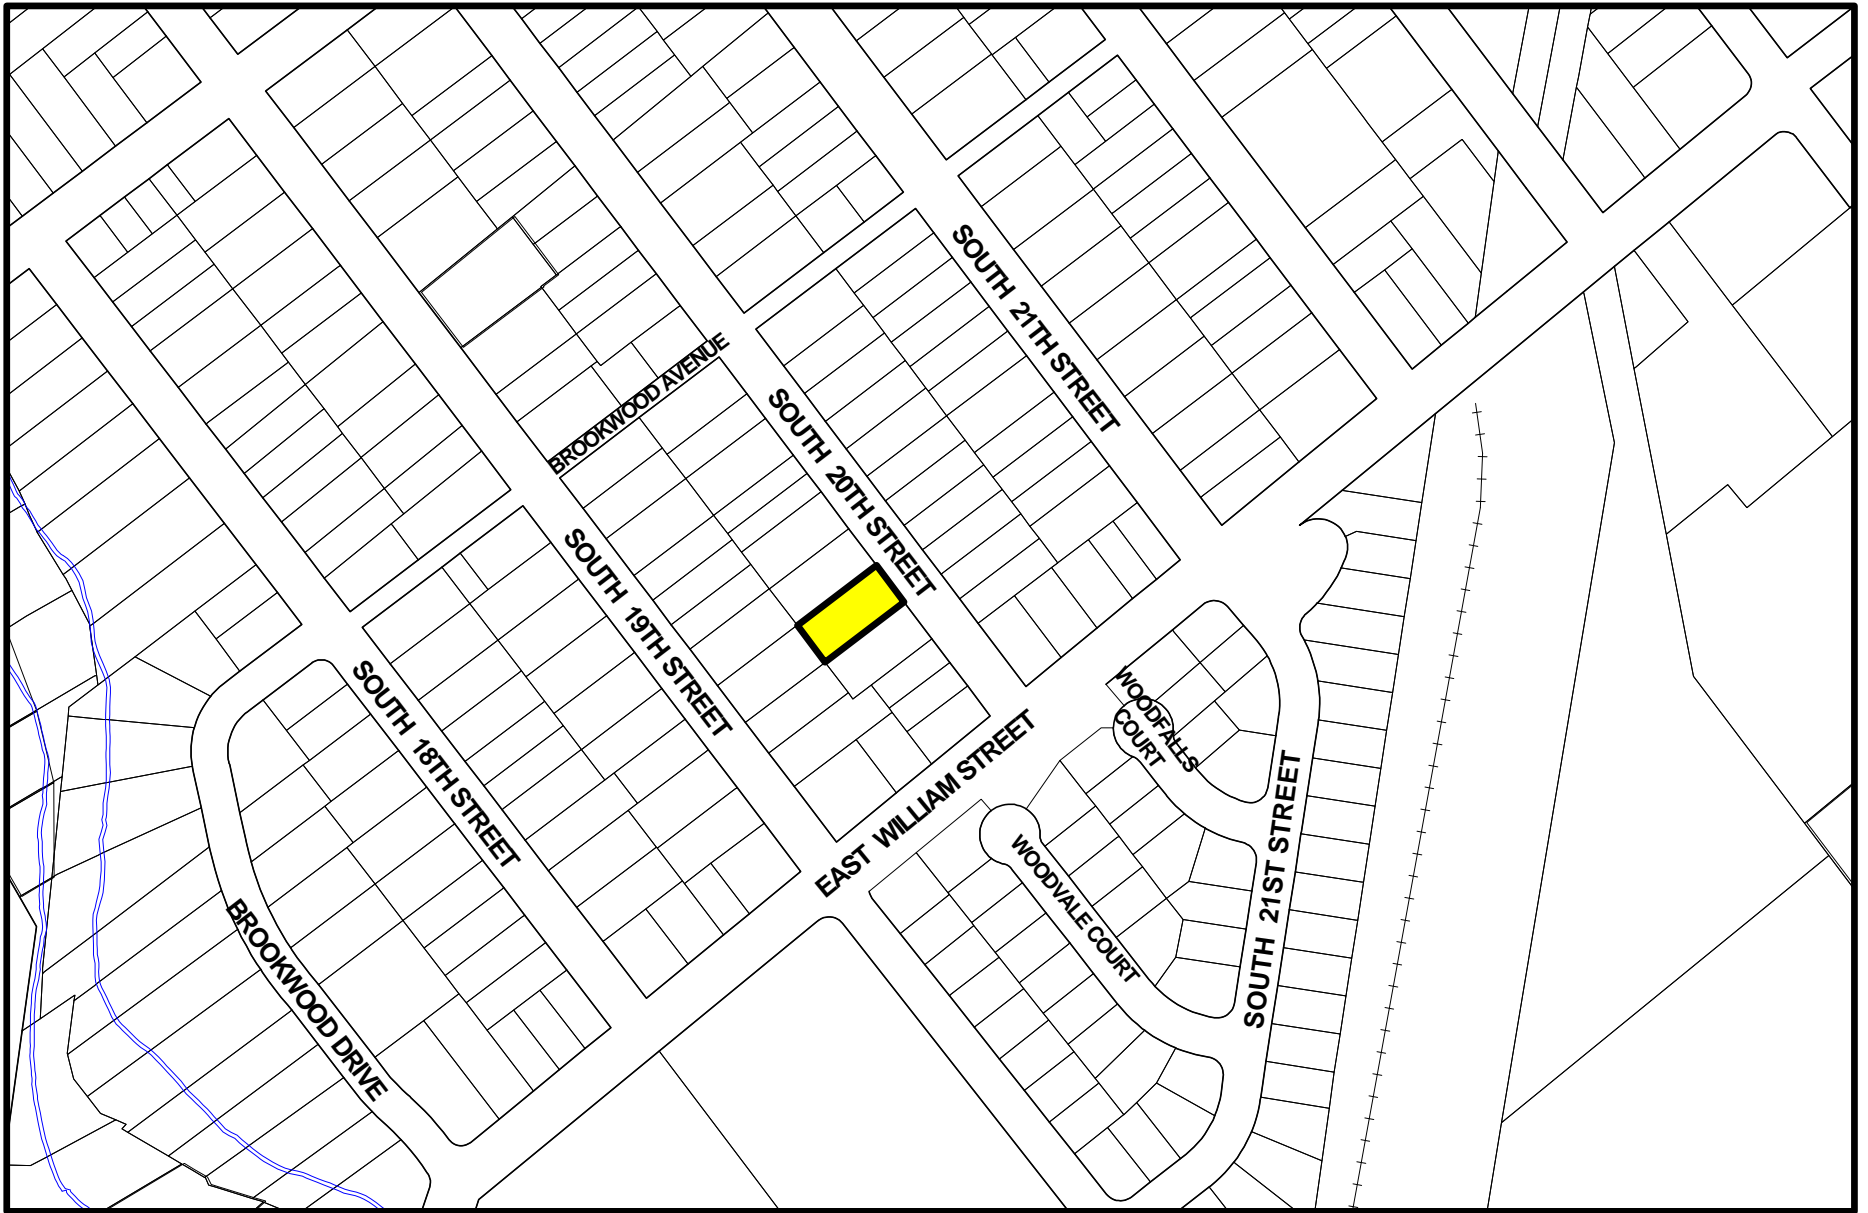 SOUTH 21TH STREET
BROOKWOOD AVENUE
SOUTH 20TH STREET
SOUTH 19TH STREET
SOUTH 18TH STREET
WOODFALLS
COURT
EAST WILLIAM STREET
SOUTH 21ST STREET
WOODVALE COURT
BROOKWOOD DRIVE